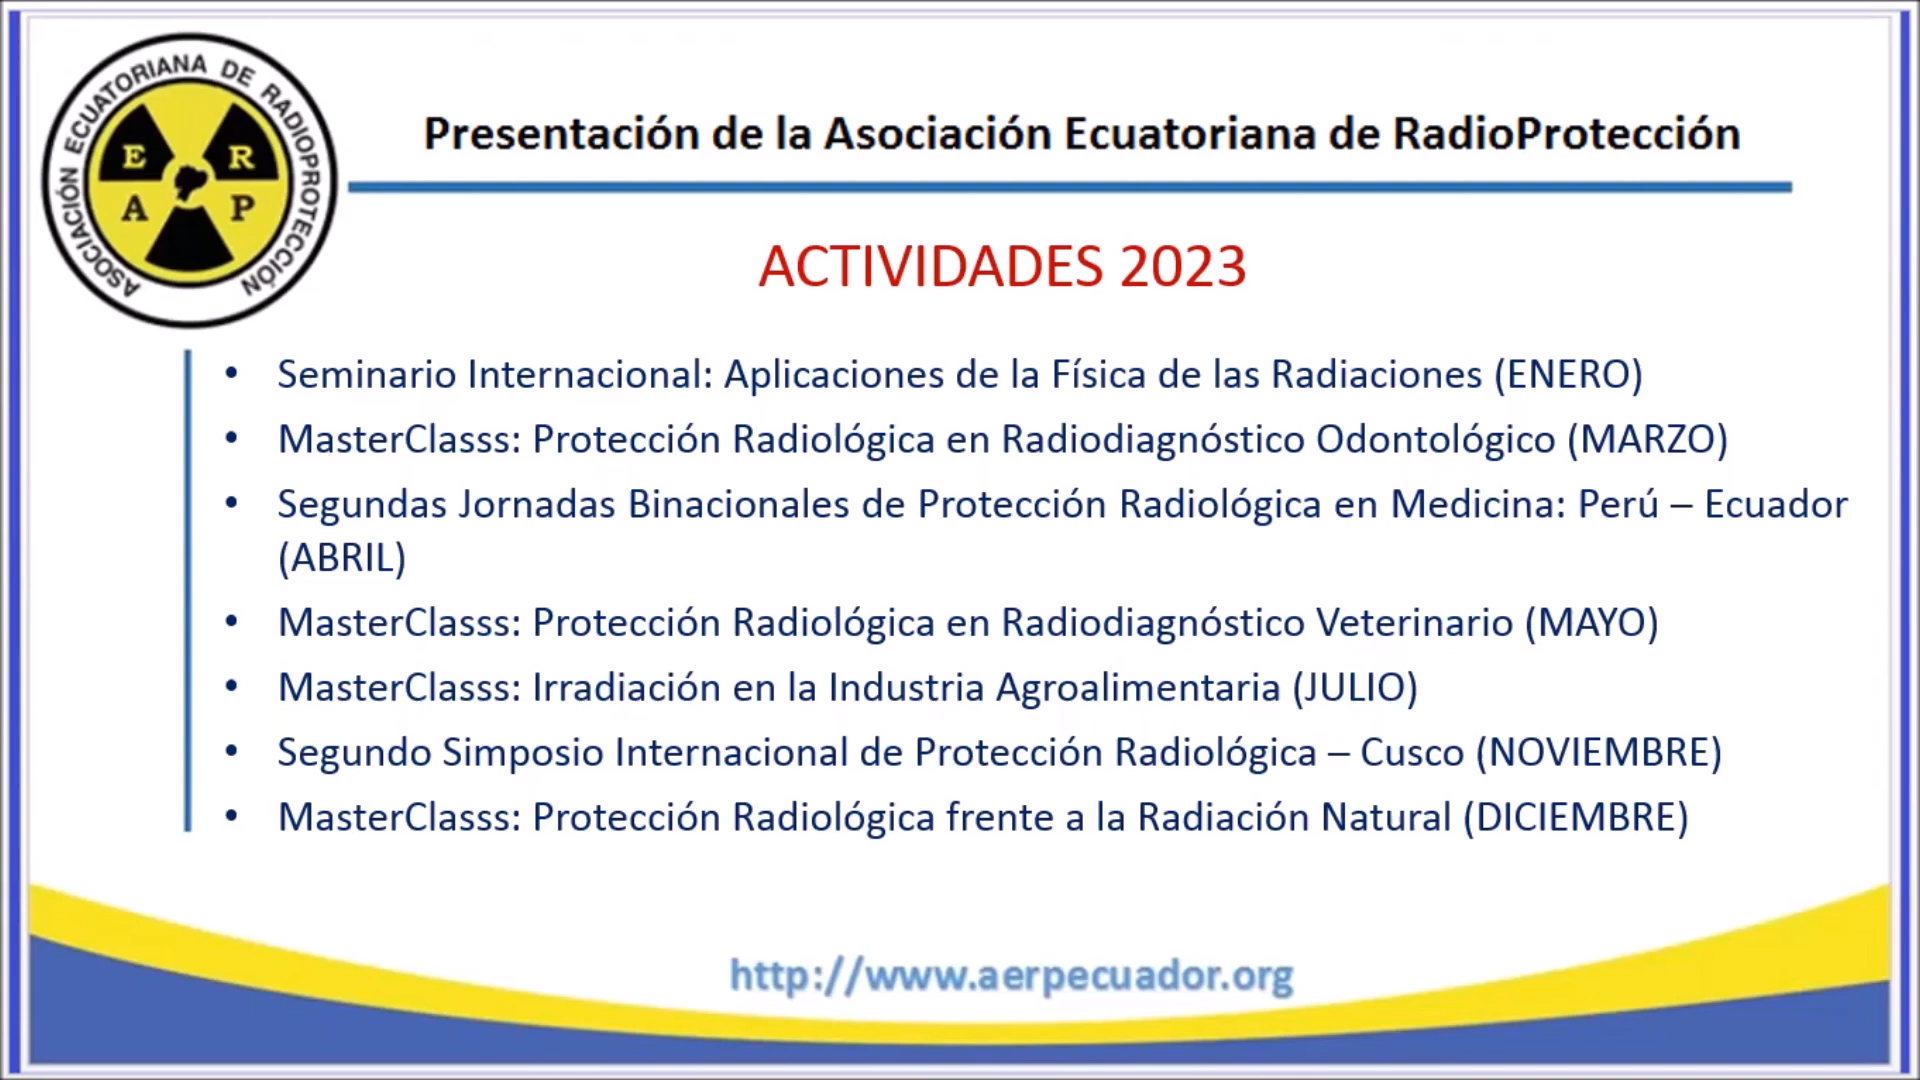 ASOCIACIÓN ECUATORIANA DE RADIOPROTECCIÓN
E R
A P
Presentación de la Asociación Ecuatoriana de RadioProtección
ACTIVIDADES 2023
• Seminario Internacional: Aplicaciones de la Física de las Radiaciones (ENERO)
• MasterClasss: Protección Radiológica en Radiodiagnóstico Odontológico (MARZO)
• Segundas Jornadas Binacionales de Protección Radiológica en Medicina: Perú – Ecuador
(ABRIL)
• MasterClasss: Protección Radiológica en Radiodiagnóstico Veterinario (MAYO)
• MasterClasss: Irradiación en la Industria Agroalimentaria (JULIO)
• Segundo Simposio Internacional de Protección Radiológica – Cusco (NOVIEMBRE)
• MasterClasss: Protección Radiológica frente a la Radiación Natural (DICIEMBRE)
http://www.aerpecuador.org